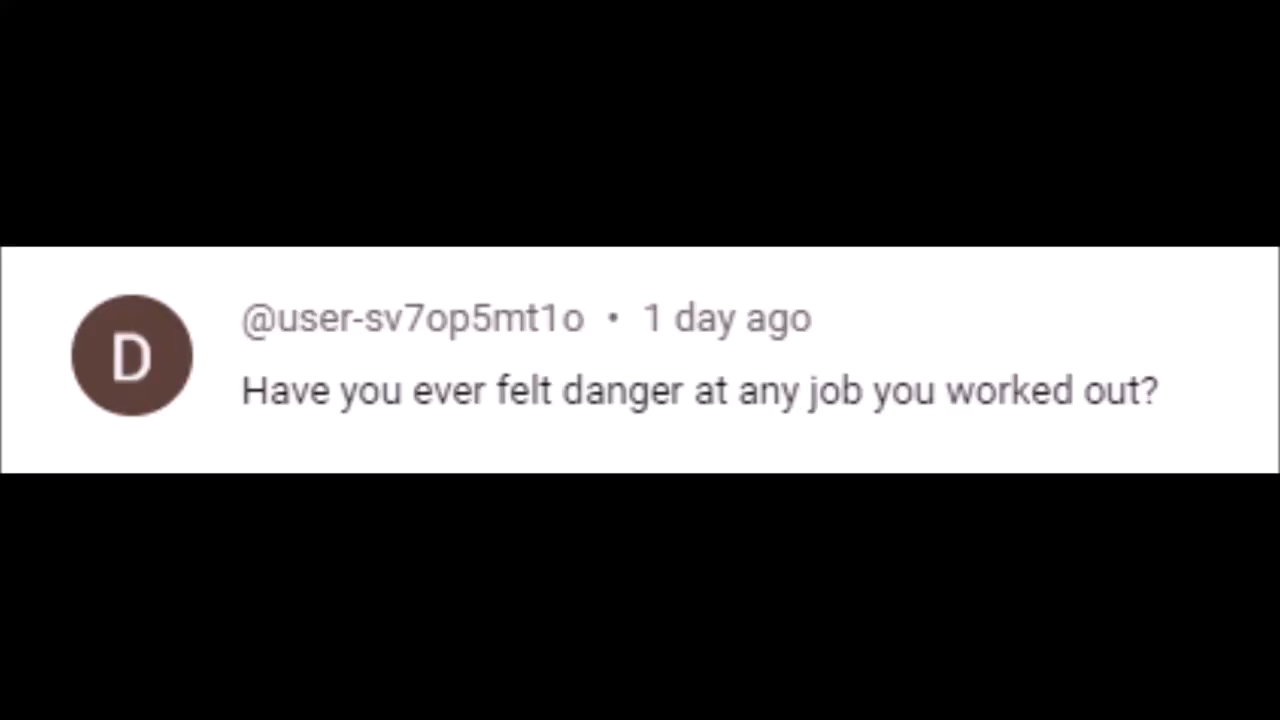 D
@user-sv7op5mt1o • 1 day ago
Have you ever felt danger at any job you worked out?